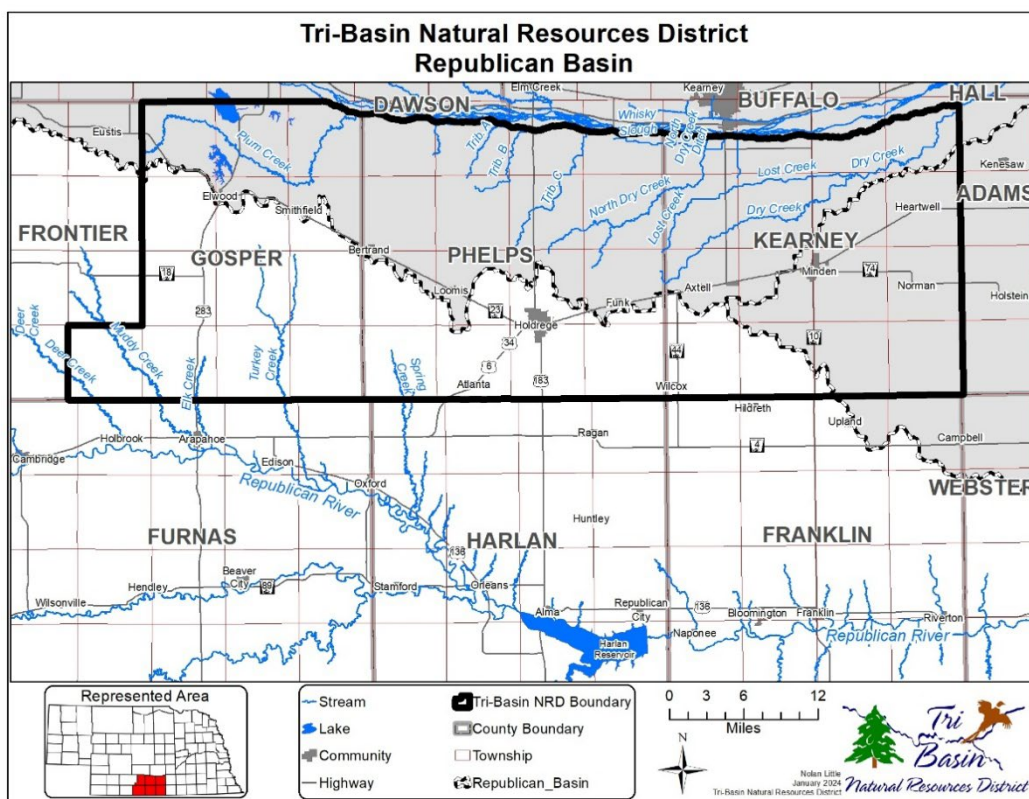 Tri-Basin Natural Resources District
Republican Basin
Elm Creek
Kearney
DAWSON
BUFFALO
HALL
Eustis
Whisky
Slough
North
Dry Creek
Ditch
Plum Creek
Trib. A
Trib. B
Trib. C
Lost Creek
Dry Creek
Kenesaw
Elwood
Smithfield
North Dry Creek
Lost Creek
Dry Creek
ADAMS
Heartwell
FRONTIER
GOSPER
Bertrand
PHELPS
KEARNEY
18
Minden
74
Loomis
Funk
Axtell
Norman
Holstein
283
23
Holdrege
Deer
Creek
Deer Creek
Muddy Creek
Elk Creek
Turkey
Creek
Spring
Creek
34
6
183
44
10
Atlanta
Wilcox
Hildreth
Upland
Holbrook
Arapahoe
Ragan
4
Campbell
Cambridge
Edison
Oxford
Republican River
WEBSTER
Huntley
FURNAS
HARLAN
FRANKLIN
136
Beaver
City
89
Hendley
Stamford
Orleans
Wilsonville
Alma
Republican
City
136
Bloomington
Franklin
Riverton
Naponee
Republican River
Harlan
Reservoir
Represented Area
Stream
Lake
Community
Highway
Tri-Basin NRD Boundary
County Boundary
Township
Republican_Basin
0 3 6 12
Miles
N
Nolan Little
January 2024
Tri-Basin Natural Resources District
Tri
Basin
Natural Resources District